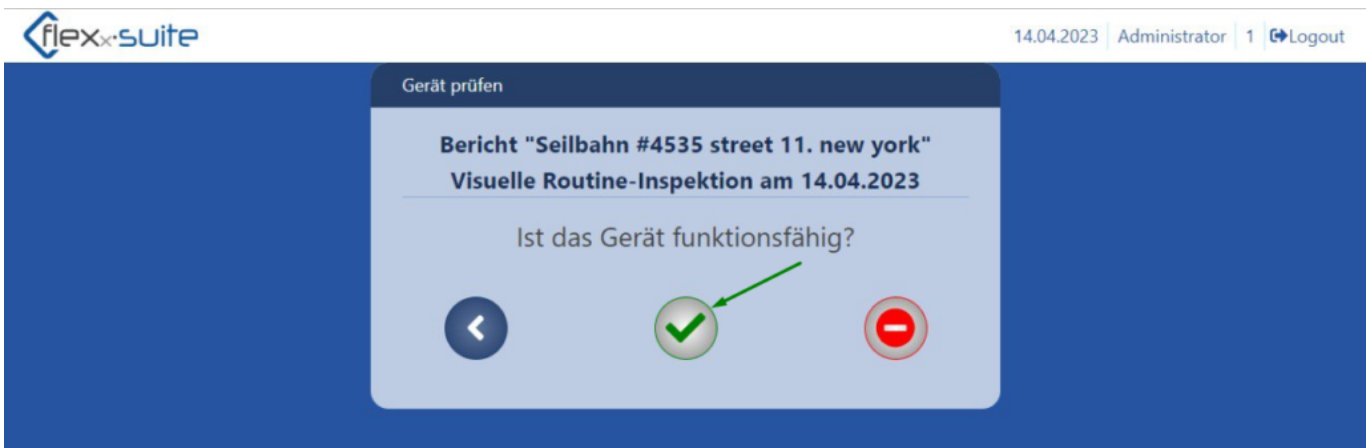 flexx·suite
14.04.2023 Administrator 1 Logout
Gerät prüfen
Bericht "Seilbahn #4535 street 11. new york"
Visuelle Routine-Inspektion am 14.04.2023
Ist das Gerät funktionsfähig?